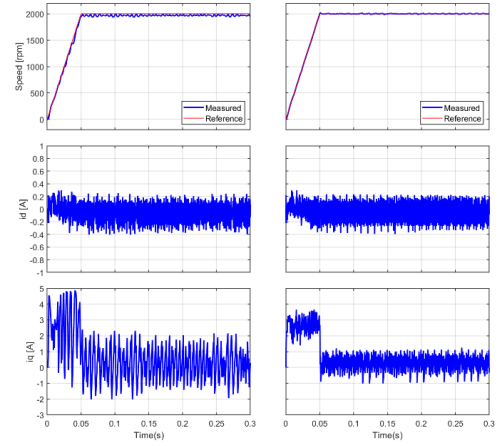 2000
1500
1000
500
0
Speed [rpm]
Measured
Reference
Measured
Reference
1
0.8
0.6
0.4
0.2
0
-0.2
-0.4
-0.6
-0.8
-1
id [A]
5
4
3
2
1
0
-1
-2
-3
iq [A]
0 0.05 0.1 0.15 0.2 0.25 0.3
Time(s)
0 0.05 0.1 0.15 0.2 0.25 0.3
Time(s)